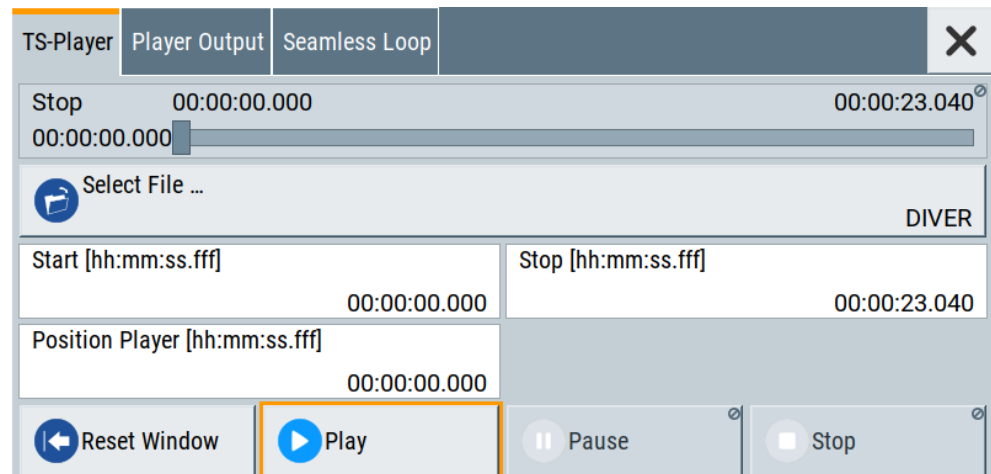 TS-Player Player Output Seamless Loop
Stop 00:00:00.000 00:00:23.040
00:00:00.000
Select File ...
DIVER
Start [hh:mm:ss.fff] Stop [hh:mm:ss.fff]
00:00:00.000 00:00:23.040
Position Player [hh:mm:ss.fff]
00:00:00.000
Reset Window Play Pause Stop